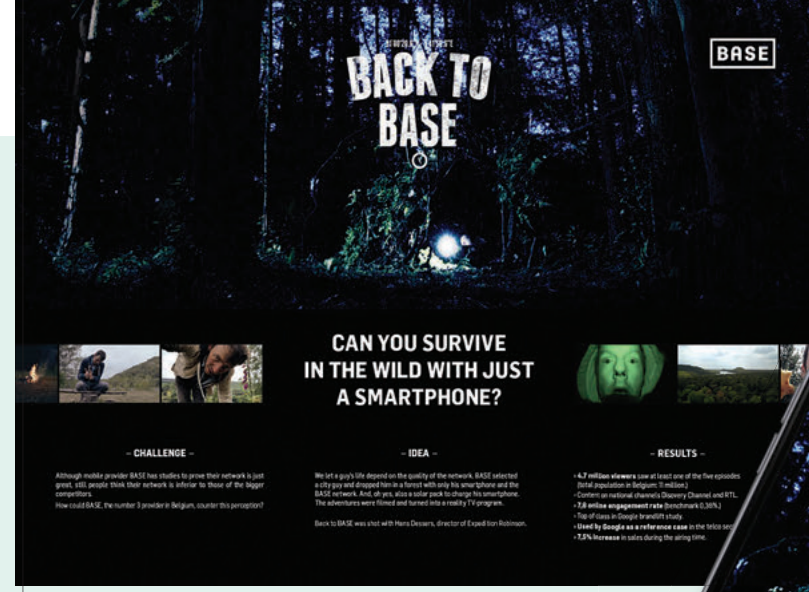 BACK TO
BASE
BASE
CAN YOU SURVIVE
IN THE WILD WITH JUST
A SMARTPHONE?
– CHALLENGE –
Although mobile provider BASE has studies to prove their network is just
great, still people think their network is inferior to those of the bigger
competitors.
How could BASE, the number 3 provider in Belgium, counter this perception?
– IDEA –
We let a guy's life depend on the quality of the network. BASE selected
a city guy and dropped him in a forest with only his smartphone and the
BASE network. And, oh yes, also a solar pack to charge his smartphone.
The adventures were filmed and turned into a reality TV-program.
Back to BASE was shot with Hans Dessers, director of Expedition Robinson.
– RESULTS –
• 4,7 million viewers saw at least one of the five episodes
(total population in Belgium: 11 million)
• Content on national channels Discovery Channel and RTL.
• 7,8 online engagement rate (benchmark 0,36%)
• Top of class in Google brandlift study.
• Used by Google as a reference case in the telco
• 7,5% increase in sales during the airing time.